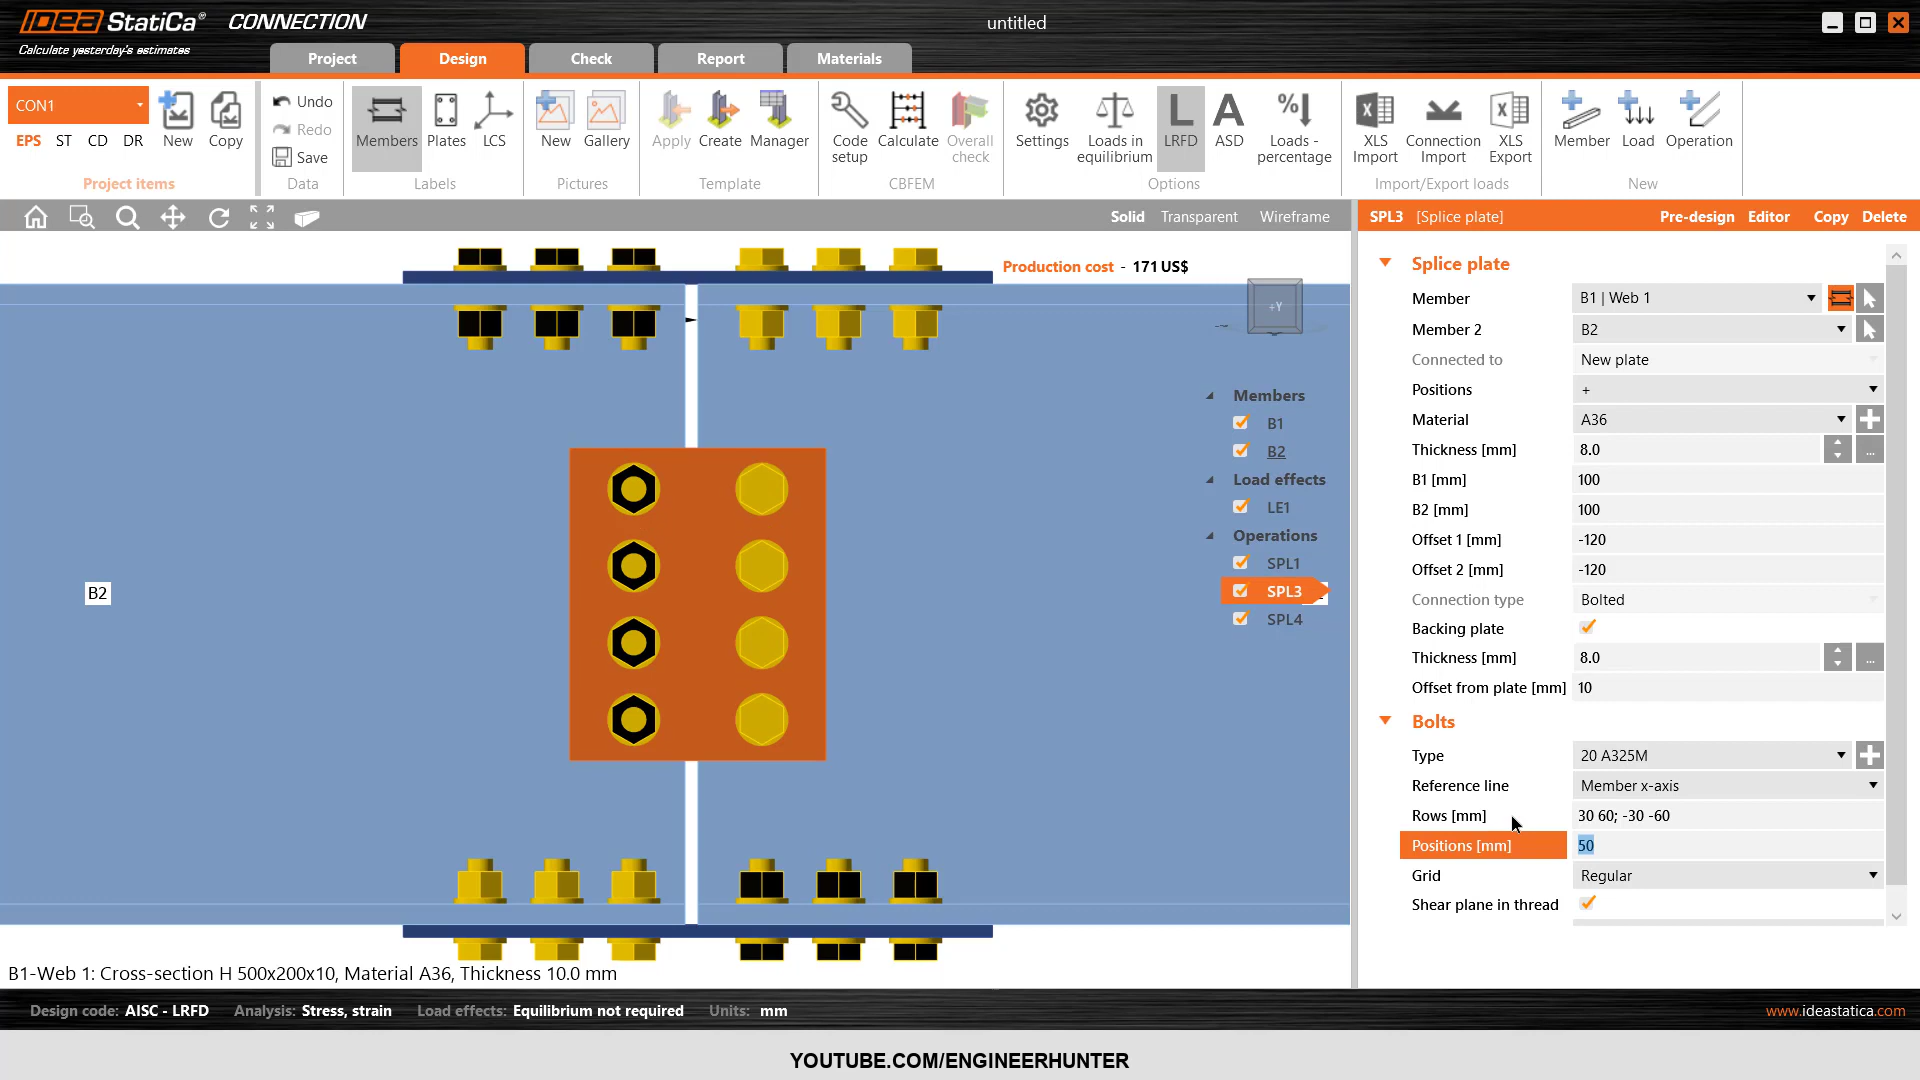 IDEA StatiCa® CONNECTION
untitled
Calculate yesterday's estimates
Project Design Check Report Materials
CON1
EPS ST CD DR
New Copy
Project items
Undo
Redo
Save
Data
Members Plates LCS
Labels
New Gallery
Pictures
Apply Create Manager
Template
Code setup Calculate Overall check
CBFEM
Settings Loads in equilibrium LRFD ASD Loads - percentage
Options
XLS Import Connection Import XLS Export
Import/Export loads
Member Load Operation
New
Solid Transparent Wireframe
SPL3 [Splice plate] Pre-design Editor Copy Delete
Production cost - 171 US$
+Y
Members
B1
B2
Load effects
LE1
Operations
SPL1
SPL3
SPL4
B2
B1-Web 1: Cross-section H 500x200x10, Material A36, Thickness 10.0 mm
Splice plate
Member B1 | Web 1
Member 2 B2
Connected to New plate
Positions +
Material A36
Thickness [mm] 8.0 ...
B1 [mm] 100
B2 [mm] 100
Offset 1 [mm] -120
Offset 2 [mm] -120
Connection type Bolted
Backing plate
Thickness [mm] 8.0 ...
Offset from plate [mm] 10
Bolts
Type 20 A325M
Reference line Member x-axis
Rows [mm] 30 60; -30 -60
Positions [mm] 50
Grid Regular
Shear plane in thread
Design code: AISC - LRFD Analysis: Stress, strain Load effects: Equilibrium not required Units: mm
www.ideastatica.com
YOUTUBE.COM/ENGINEERHUNTER